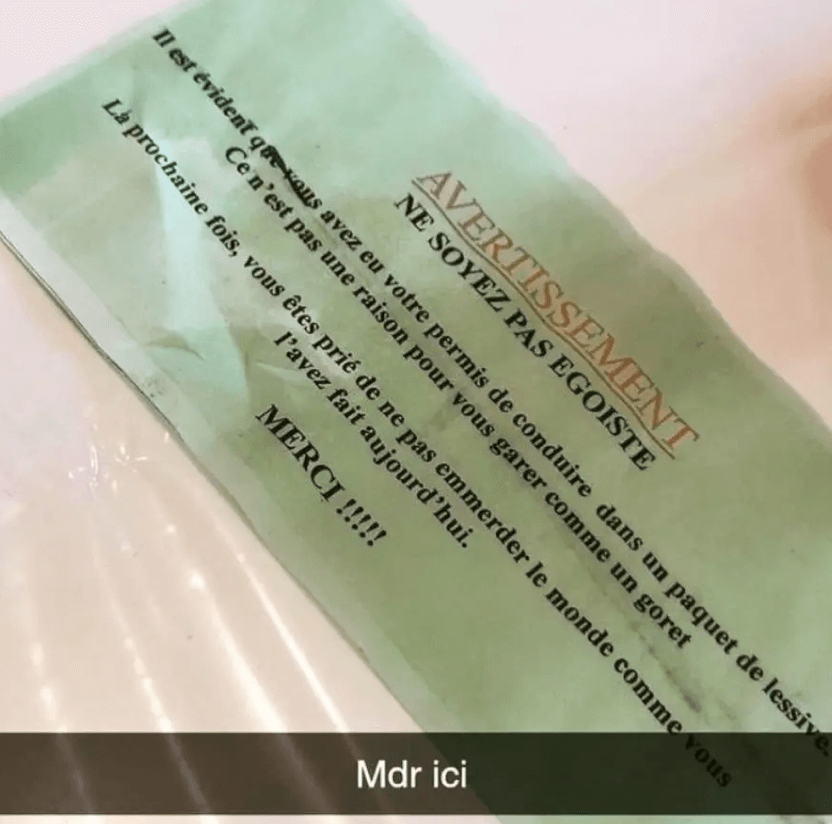 AVERTISSEMENT
NE SOYEZ PAS EGOISTE
Il est évident que vous avez eu votre permis de conduire dans un paquet de lessive.
Ce n'est pas une raison pour vous garer comme un goret
La prochaine fois, vous êtes prié de ne pas emmerder le monde comme vous
l'avez fait aujourd'hui.
MERCI !!!!!
Mdr ici